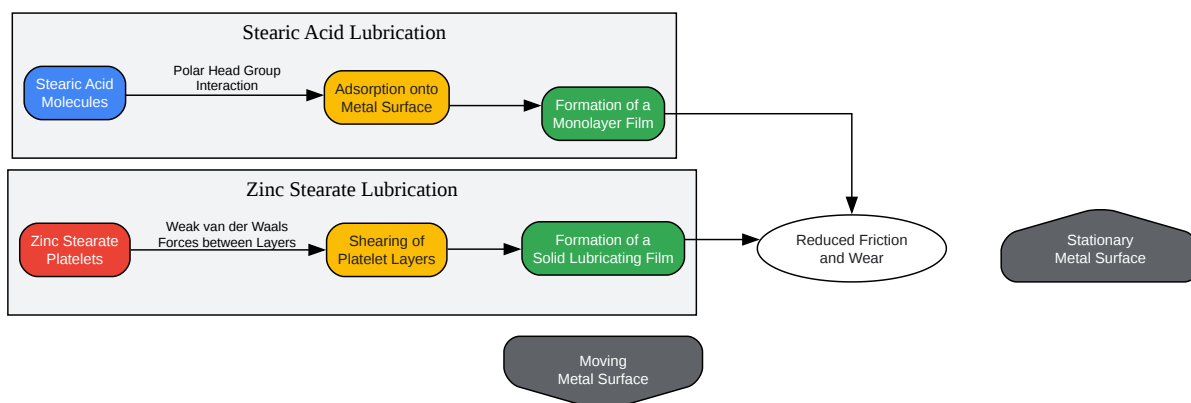 Stearic Acid Lubrication
Stearic Acid
Molecules
Polar Head Group
Interaction
Adsorption onto
Metal Surface
Formation of a
Monolayer Film
Zinc Stearate Lubrication
Zinc Stearate
Platelets
Weak van der Waals
Forces between Layers
Shearing of
Platelet Layers
Formation of a
Solid Lubricating Film
Reduced Friction
and Wear
Stationary
Metal Surface
Moving
Metal Surface